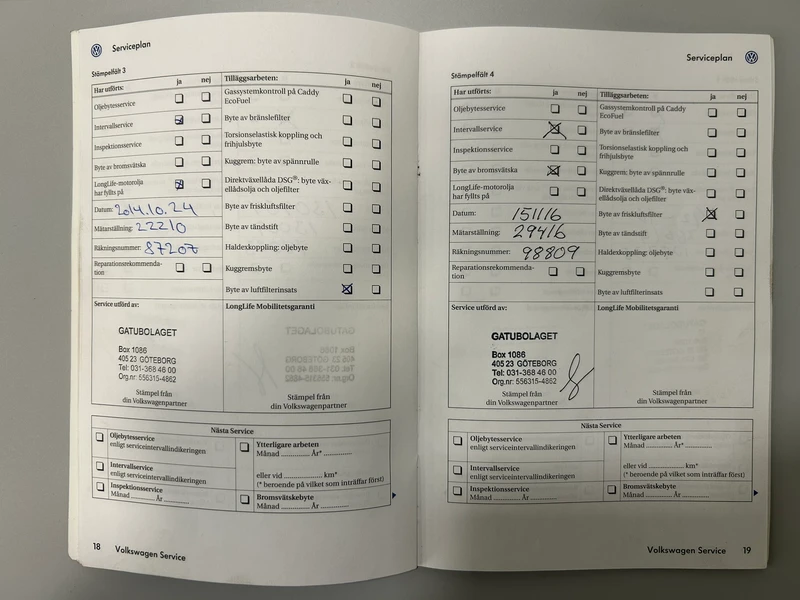 Serviceplan
Stämpelfält 3
Har utförts: ja nej
Oljebytesservice
Intervallservice
Inspektionsservice
Byte av bromsvätska
LongLife-motorolja
har fyllts på
Datum: 2014.10.24
Mätarställning: 22210
Räkningsnummer: 87207
Reparationsrekommenda-
tion
Tilläggsarbeten: ja nej
Gassystemkontroll på Caddy
EcoFuel
Byte av bränslefilter
Torsionselastisk koppling och
frihjulsbyte
Kuggrem: byte av spännrulle
Direktväxellåda DSG®: byte väx-
ellådsolja och oljefilter
Byte av friskluftsfilter
Byte av tändstift
Haldexkoppling: oljebyte
Kuggremsbyte
Byte av luftfilterinsats
Service utförd av:
GATUBOLAGET
Box 1086
405 23 GÖTEBORG
Tel: 031-368 46 00
Org.nr: 556315-4862
Stämpel från
din Volkswagenpartner
LongLife Mobilitetsgaranti
Stämpel från
din Volkswagenpartner
Nästa Service
Oljebytesservice
enligt serviceintervallindikeringen
Intervallservice
enligt serviceintervallindikeringen
Inspektionsservice
Månad .............. År ..............
Ytterligare arbeten
Månad .............. År* ..............
eller vid .................... km*
(* beroende på vilket som inträffar först)
Bromsvätskebyte
Månad .............. År ..............
18 Volkswagen Service
Serviceplan
Stämpelfält 4
Har utförts: ja nej
Oljebytesservice
Intervallservice
Inspektionsservice
Byte av bromsvätska
LongLife-motorolja
har fyllts på
Datum: 151116
Mätarställning: 29416
Räkningsnummer: 98809
Reparationsrekommenda-
tion
Tilläggsarbeten: ja nej
Gassystemkontroll på Caddy
EcoFuel
Byte av bränslefilter
Torsionselastisk koppling och
frihjulsbyte
Kuggrem: byte av spännrulle
Direktväxellåda DSG®: byte väx-
ellådsolja och oljefilter
Byte av friskluftsfilter
Byte av tändstift
Haldexkoppling: oljebyte
Kuggremsbyte
Byte av luftfilterinsats
Service utförd av:
GATUBOLAGET
Box 1086
405 23 GÖTEBORG
Tel: 031-368 46 00
Org.nr: 556315-4862
Stämpel från
din Volkswagenpartner
LongLife Mobilitetsgaranti
Stämpel från
din Volkswagenpartner
Nästa Service
Oljebytesservice
enligt serviceintervallindikeringen
Intervallservice
enligt serviceintervallindikeringen
Inspektionsservice
Månad .............. År ..............
Ytterligare arbeten
Månad .............. År* ..............
eller vid .................... km*
(* beroende på vilket som inträffar först)
Bromsvätskebyte
Månad .............. År ..............
Volkswagen Service 19